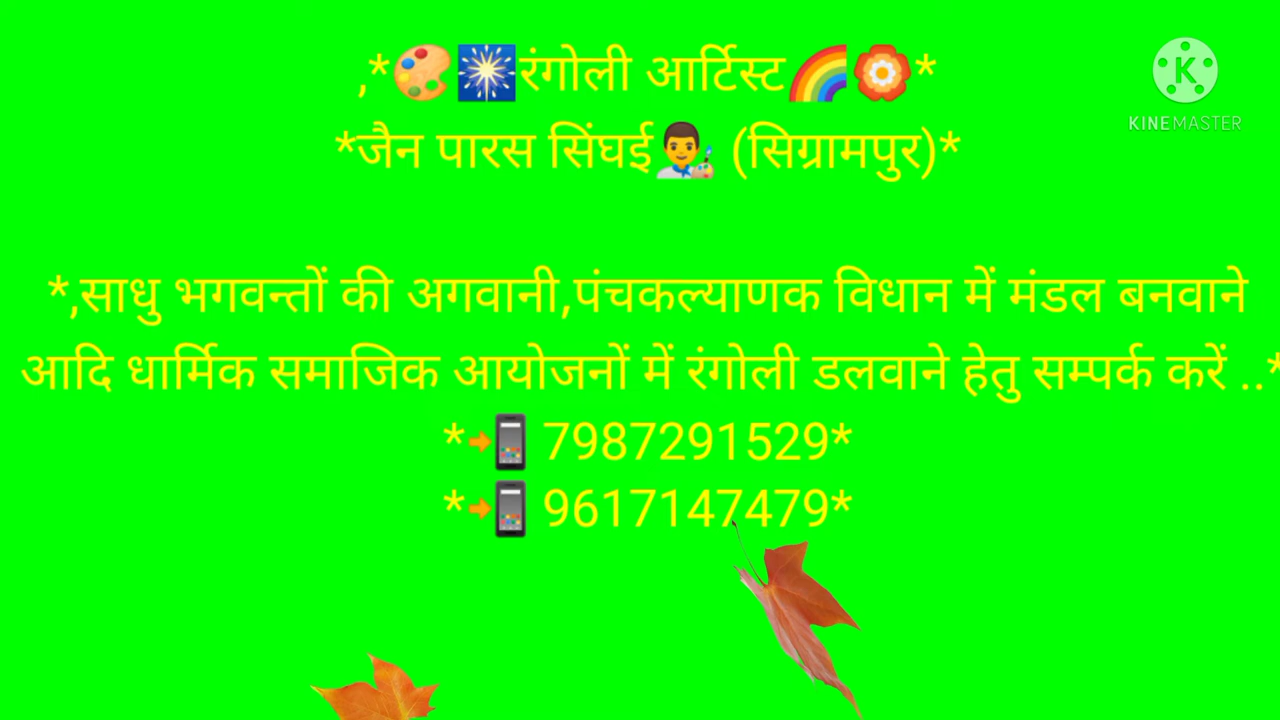 ,*🎨🎆रंगोली आर्टिस्ट🌈🏵️*
*जैन पारस सिंघई👨‍🎨 (सिग्रामपुर)*
*,साधु भगवन्तों की अगवानी,पंचकल्याणक विधान में मंडल बनवाने
आदि धार्मिक समाजिक आयोजनों में रंगोली डलवाने हेतु सम्पर्क करें ..*
*➡📱 7987291529*
*➡📱 9617147479*
K
KINEMASTER